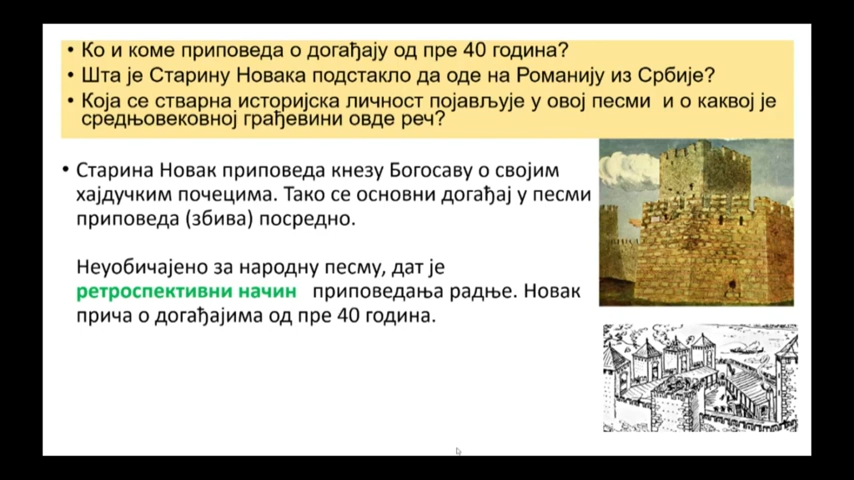 • Ко и коме приповеда о догађају од пре 40 година?
• Шта је Старину Новака подстакло да оде на Романију из Србије?
• Која се стварна историјска личност појављује у овој песми и о каквој је
средњовековној грађевини овде реч?
• Старина Новак приповеда кнезу Богосаву о својим
хајдучким почецима. Тако се основни догађај у песми
приповеда (збива) посредно.
Неуобичајено за народну песму, дат је
ретроспективни начин приповедања радње. Новак
прича о догађајима од пре 40 година.